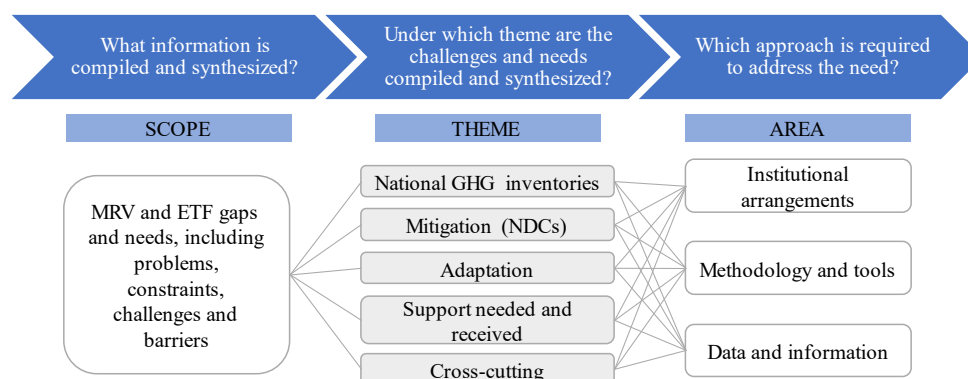 What information is
compiled and synthesized?
Under which theme are the
challenges and needs
compiled and synthesized?
Which approach is required
to address the need?
SCOPE
THEME
AREA
MRV and ETF gaps
and needs, including
problems,
constraints,
challenges and
barriers
National GHG inventories
Mitigation (NDCs)
Adaptation
Support needed and
received
Cross-cutting
Institutional
arrangements
Methodology and tools
Data and information